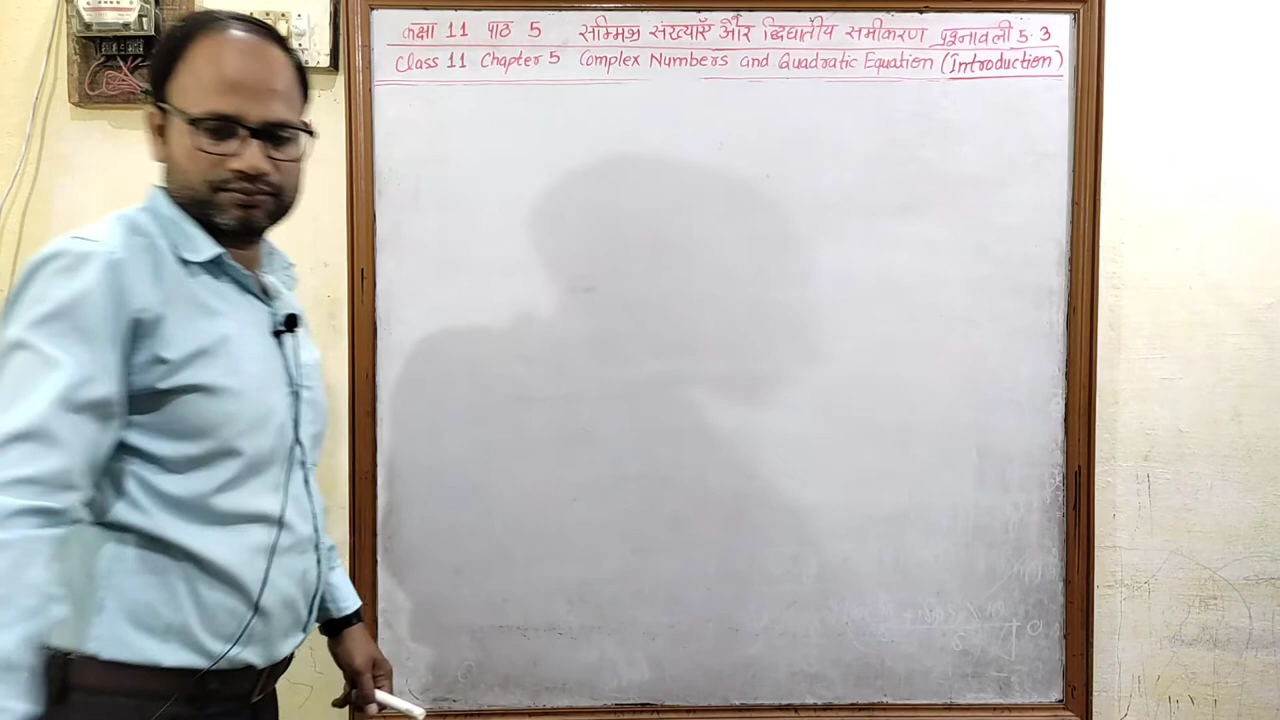 कक्षा 11 पाठ 5 सम्मिश्र संख्याएँ और द्विघातीय समीकरण प्रश्नावली 5.3
Class 11 Chapter 5 Complex Numbers and Quadratic Equation (Introduction)